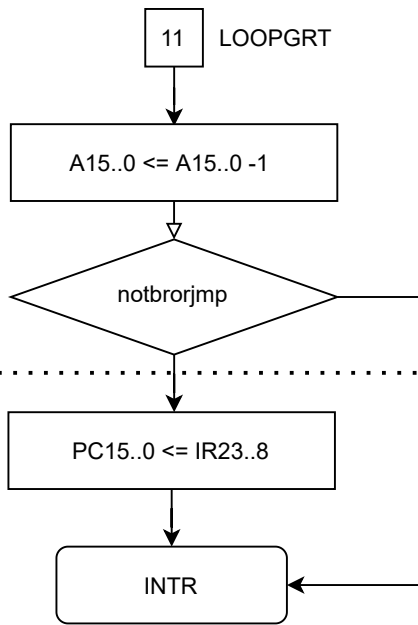 11 LOOPGRT
A15..0 <= A15..0 -1
notbrorjmp
PC15..0 <= IR23..8
INTR